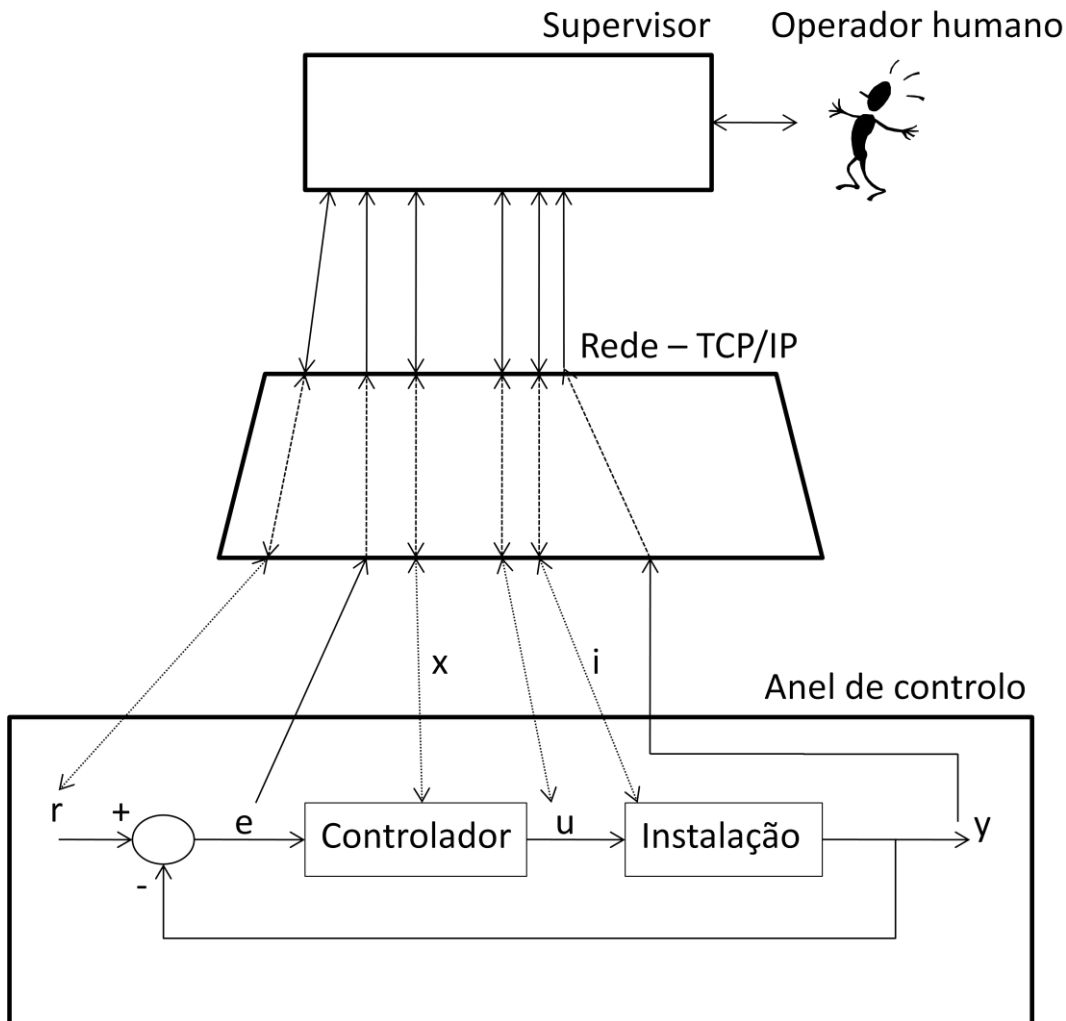 Supervisor
Operador humano
Rede – TCP/IP
x
i
Anel de controlo
r
+
-
e
Controlador
u
Instalação
y